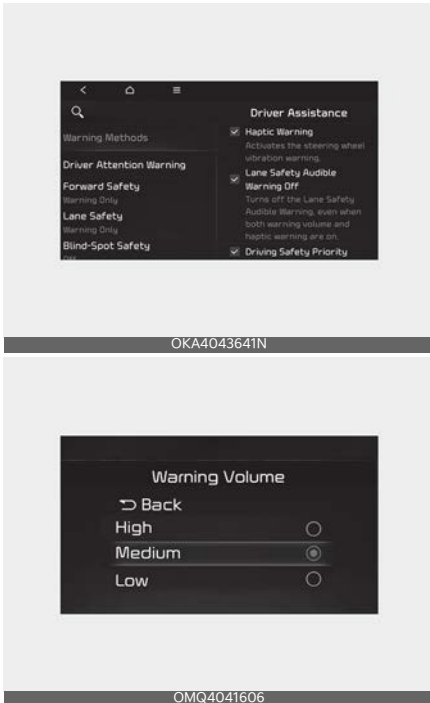 Driver Assistance
Warning Methods
Driver Attention Warning
Forward Safety
Warning Only
Lane Safety
Warning Only
Blind-Spot Safety
Off
Haptic Warning
Activates the steering wheel
vibration warning.
Lane Safety Audible
Warning Off
Turns off the Lane Safety
Audible Warning, even when
both warning volume and
haptic warning are on.
Driving Safety Priority
OKA4043641N
Warning Volume
Back
High
Medium
Low
OMQ4041606